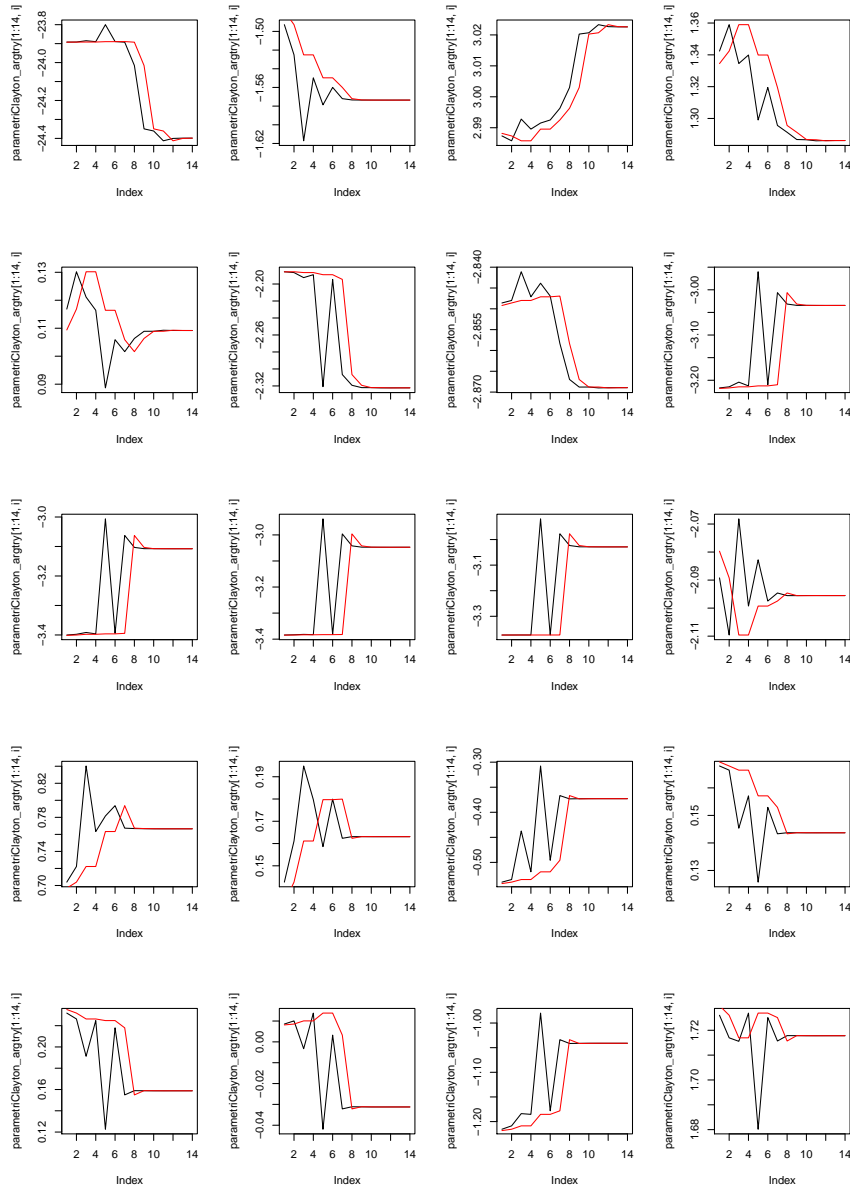 parametriClayton_argtry[1:14, i]
−24.4 −24.2 −24.0 −23.8
2 4 6 8 10 14
Index
parametriClayton_argtry[1:14, i]
−1.62 −1.56 −1.50
2 4 6 8 10 14
Index
parametriClayton_argtry[1:14, i]
2.99 3.00 3.01 3.02
2 4 6 8 10 14
Index
parametriClayton_argtry[1:14, i]
1.30 1.32 1.34 1.36
2 4 6 8 10 14
Index
parametriClayton_argtry[1:14, i]
0.09 0.11 0.13
2 4 6 8 10 14
Index
parametriClayton_argtry[1:14, i]
−2.32 −2.26 −2.20
2 4 6 8 10 14
Index
parametriClayton_argtry[1:14, i]
−2.870 −2.855 −2.840
2 4 6 8 10 14
Index
parametriClayton_argtry[1:14, i]
−3.20 −3.10 −3.00
2 4 6 8 10 14
Index
parametriClayton_argtry[1:14, i]
−3.4 −3.2 −3.0
2 4 6 8 10 14
Index
parametriClayton_argtry[1:14, i]
−3.4 −3.2 −3.0
2 4 6 8 10 14
Index
parametriClayton_argtry[1:14, i]
−3.3 −3.1
2 4 6 8 10 14
Index
parametriClayton_argtry[1:14, i]
−2.11 −2.09 −2.07
2 4 6 8 10 14
Index
parametriClayton_argtry[1:14, i]
0.70 0.74 0.78 0.82
2 4 6 8 10 14
Index
parametriClayton_argtry[1:14, i]
0.15 0.17 0.19
2 4 6 8 10 14
Index
parametriClayton_argtry[1:14, i]
−0.50 −0.40 −0.30
2 4 6 8 10 14
Index
parametriClayton_argtry[1:14, i]
0.13 0.15
2 4 6 8 10 14
Index
parametriClayton_argtry[1:14, i]
0.12 0.16 0.20
2 4 6 8 10 14
Index
parametriClayton_argtry[1:14, i]
−0.04 −0.02 0.00
2 4 6 8 10 14
Index
parametriClayton_argtry[1:14, i]
−1.20 −1.10 −1.00
2 4 6 8 10 14
Index
parametriClayton_argtry[1:14, i]
1.68 1.70 1.72
2 4 6 8 10 14
Index